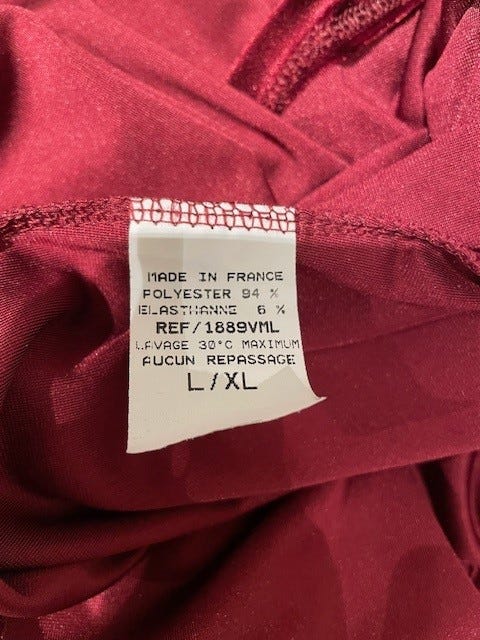 MADE IN FRANCE
POLYESTER 94 %
ELASTHANNE 6 %
REF/1889VML
LAVAGE 30°C MAXIMUM
AUCUN REPASSAGE
L/XL